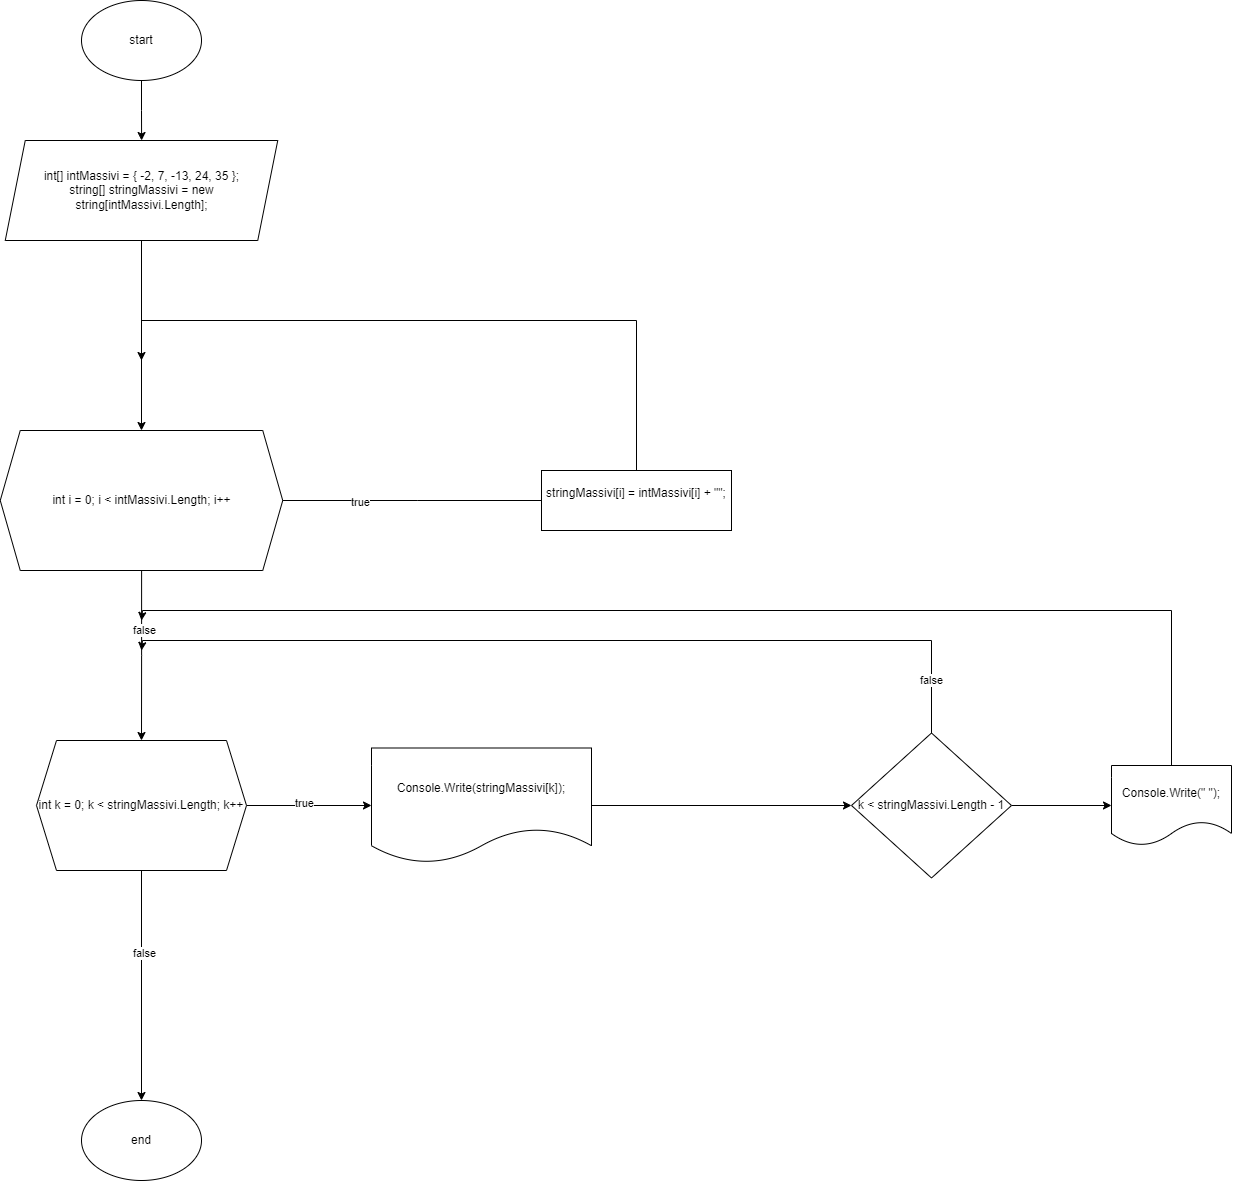 start
int[] intMassivi = { -2, 7, -13, 24, 35 };
string[] stringMassivi = new
string[intMassivi.Length];
int i = 0; i < intMassivi.Length; i++
true
stringMassivi[i] = intMassivi[i] + "";
false
false
int k = 0; k < stringMassivi.Length; k++
true
Console.Write(stringMassivi[k]);
k < stringMassivi.Length - 1
Console.Write(" ");
false
end